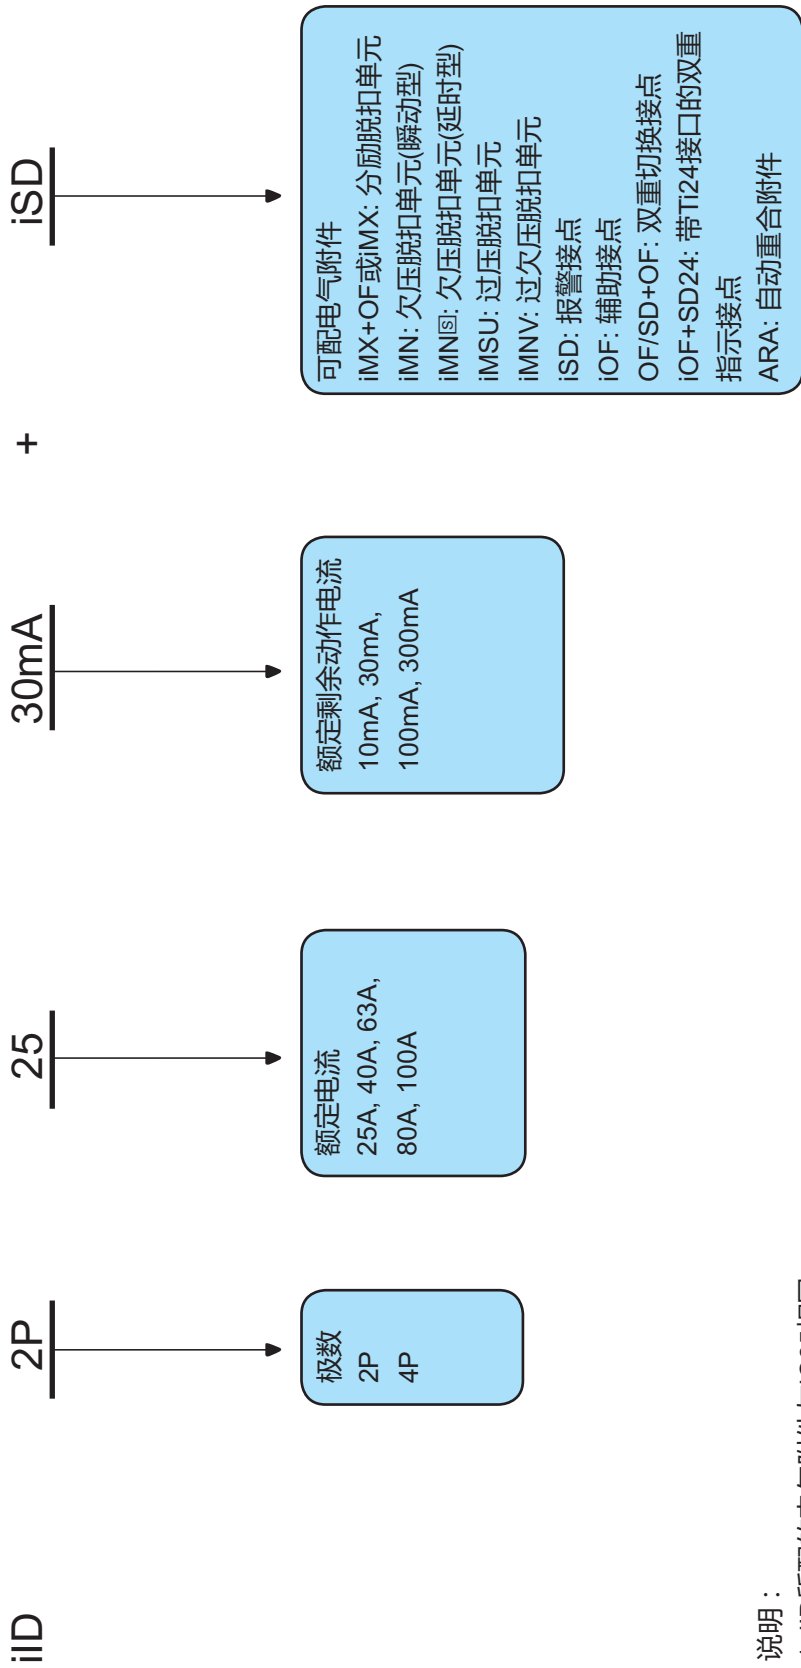 iID 2P 25 30mA + iSD
极数
2P
4P
额定电流
25A, 40A, 63A,
80A, 100A
额定剩余动作电流
10mA, 30mA,
100mA, 300mA
可配电气附件
iMX+OF或iMX: 分励脱扣单元
iMN: 欠压脱扣单元(瞬动型)
iMN[S]: 欠压脱扣单元(延时型)
iMSU: 过压脱扣单元
iMNV: 过欠压脱扣单元
iSD: 报警接点
iOF: 辅助接点
OF/SD+OF: 双重切换接点
iOF+SD24: 带Ti24接口的双重
指示接点
ARA: 自动重合附件
说明：